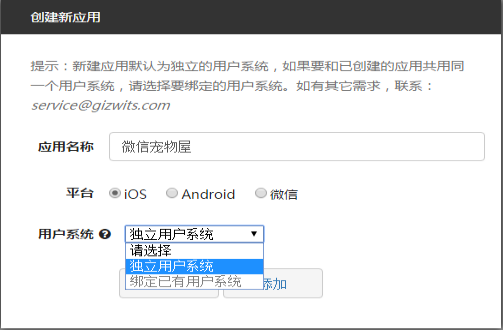 创建新应用
提示：新建应用默认为独立的用户系统，如果要和已创建的应用共用同
一个用户系统，请选择要绑定的用户系统。如有其它需求，联系：
service@gizwits.com
应用名称 微信宠物屋
平台 iOS Android 微信
用户系统 独立用户系统
请选择
独立用户系统
绑定已有用户系统
添加